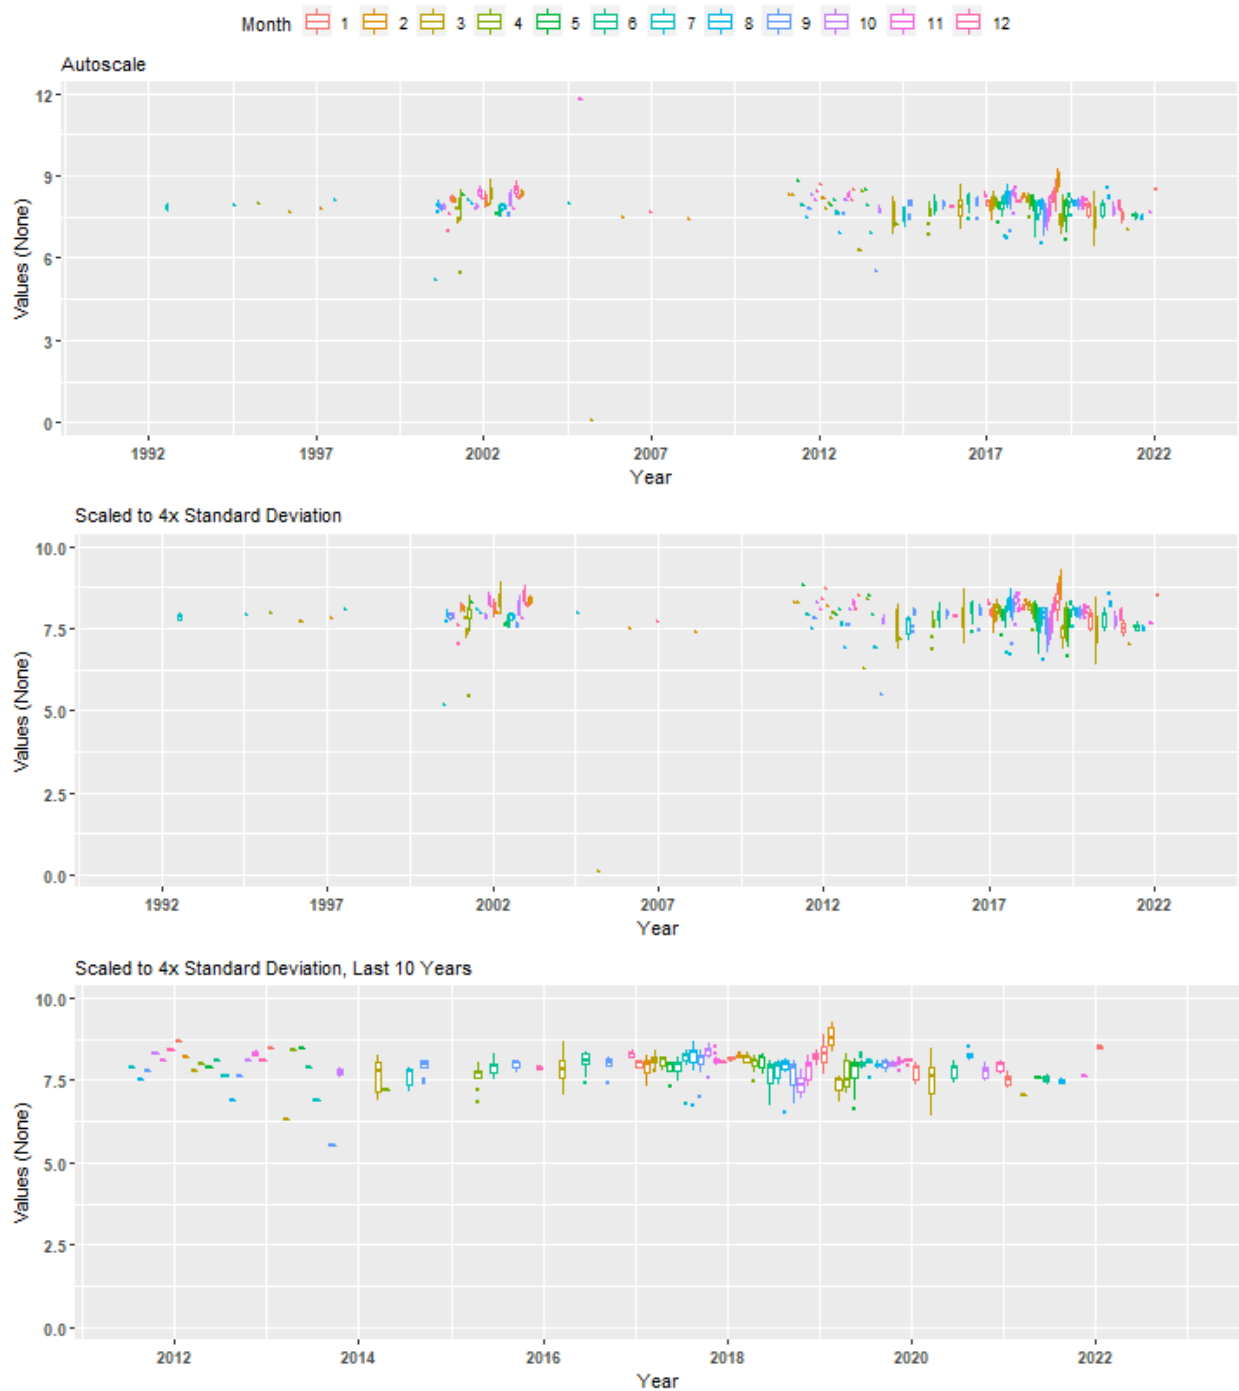 Month 1 2 3 4 5 6 7 8 9 10 11 12
Autoscale
12
9
6
3
0
Values (None)
1992 1997 2002 2007 2012 2017 2022
Year
Scaled to 4x Standard Deviation
10.0
7.5
5.0
2.5
0.0
Values (None)
1992 1997 2002 2007 2012 2017 2022
Year
Scaled to 4x Standard Deviation, Last 10 Years
10.0
7.5
5.0
2.5
0.0
Values (None)
2012 2014 2016 2018 2020 2022
Year